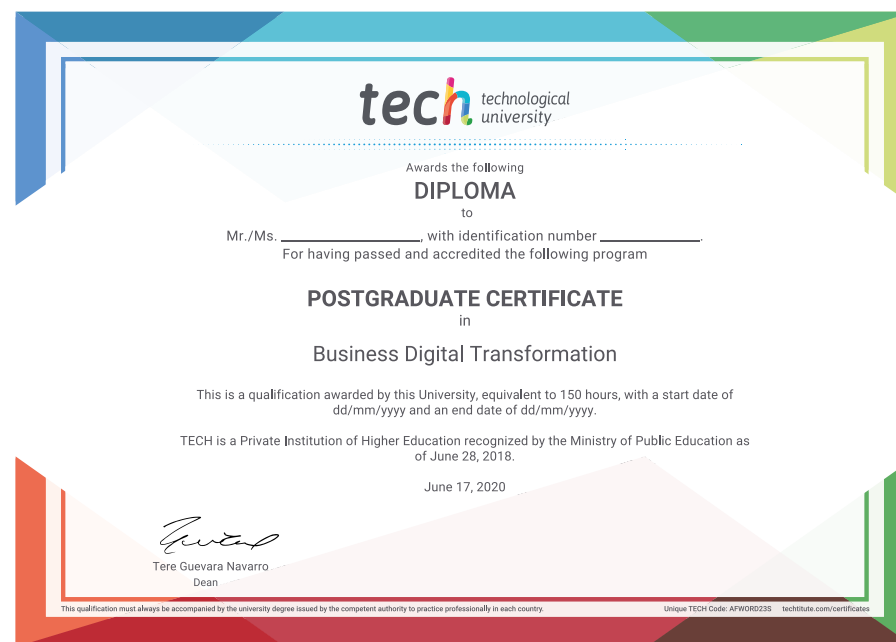 tech technological
university
Awards the following
DIPLOMA
to
Mr./Ms. ____________, with identification number ____________.
For having passed and accredited the following program
POSTGRADUATE CERTIFICATE
in
Business Digital Transformation
This is a qualification awarded by this University, equivalent to 150 hours, with a start date of
dd/mm/yyyy and an end date of dd/mm/yyyy.
TECH is a Private Institution of Higher Education recognized by the Ministry of Public Education as
of June 28, 2018.
June 17, 2020
Tere Guevara Navarro
Dean
This qualification must always be accompanied by the university degree issued by the competent authority to practice professionally in each country. Unique TECH Code: AFWORD23S techtitute.com/certificates